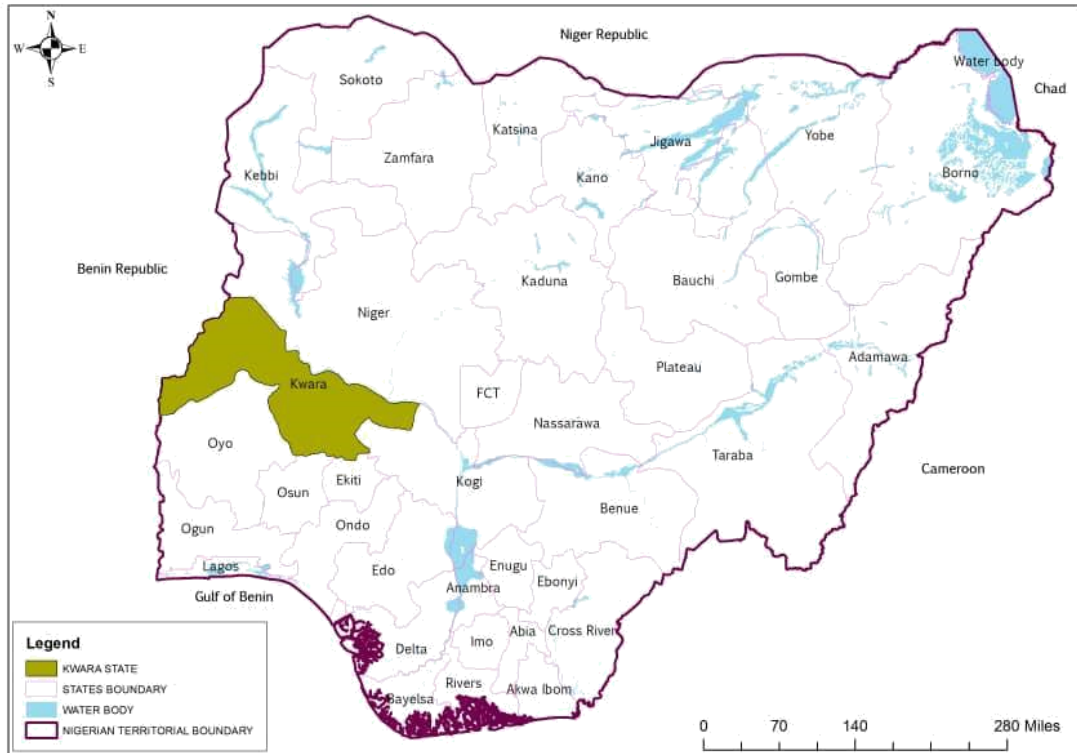 N
W E
S
Niger Republic
Water body
Chad
Sokoto
Katsina
Jigawa
Yobe
Zamfara
Kano
Borno
Kebbi
Benin Republic
Kaduna
Bauchi
Gombe
Niger
Adamawa
Plateau
Kwara
FCT
Nassarawa
Oyo
Taraba
Cameroon
Ekiti
Kogi
Osun
Benue
Ogun
Ondo
Lagos
Edo
Enugu
Ebonyi
Anambra
Gulf of Benin
Cross River
Abia
Imo
Delta
Rivers
Akwa Ibom
Bayelsa
Legend
KWARA STATE
STATES BOUNDARY
WATER BODY
NIGERIAN TERRITORIAL BOUNDARY
0 70 140 280 Miles